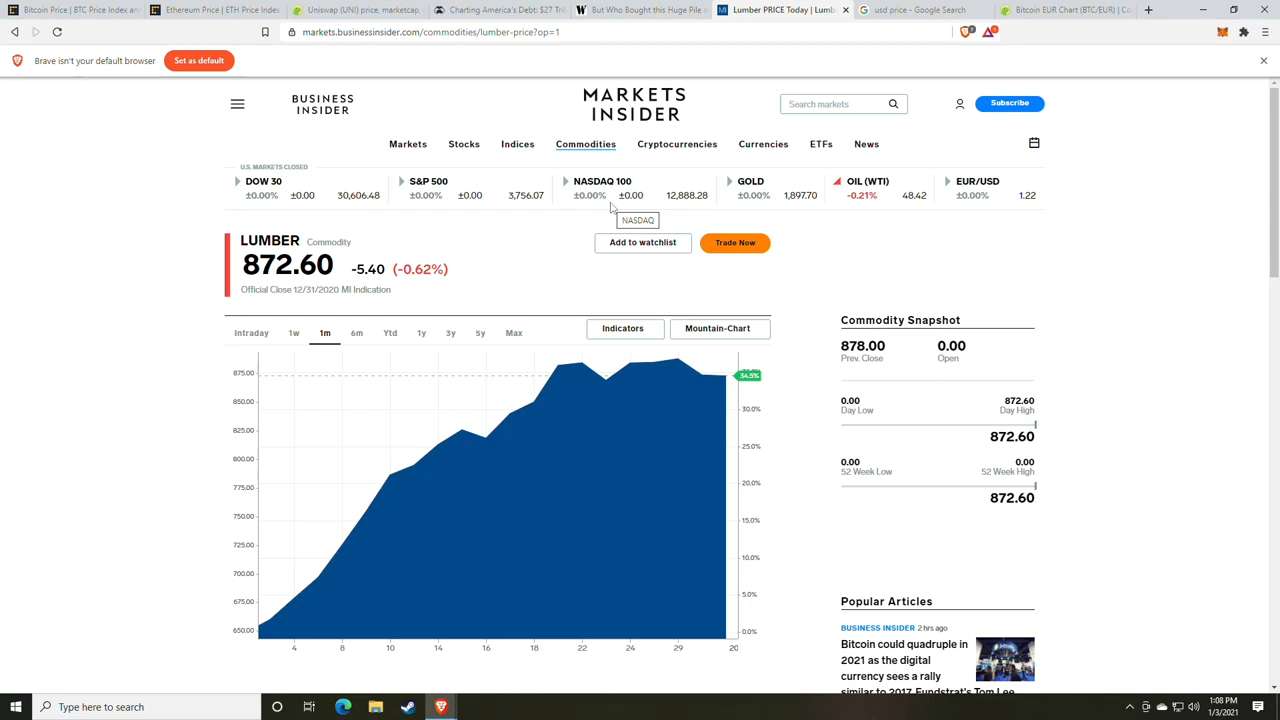 Bitcoin Price | BTC Price Index and
Ethereum Price | ETH Price Index
Uniswap (UNI) price, marketcap,
Charting America's Debt: $27 Tri
But Who Bought this Huge Pile o
Lumber PRICE Today | Lumb
usd price - Google Search
Bitcoin EUR Chart (BTC/EUR) | Co
markets.businessinsider.com/commodities/lumber-price?op=1
Brave isn't your default browser
Set as default
BUSINESS
INSIDER
MARKETS
INSIDER
Search markets
Subscribe
Markets Stocks Indices Commodities Cryptocurrencies Currencies ETFs News
U.S. MARKETS CLOSED
DOW 30
±0.00% ±0.00 30,606.48
S&P 500
±0.00% ±0.00 3,756.07
NASDAQ 100
±0.00% ±0.00 12,888.28
GOLD
±0.00% 1,897.70
OIL (WTI)
-0.21% 48.42
EUR/USD
±0.00% 1.22
NASDAQ
LUMBER Commodity
872.60 -5.40 (-0.62%)
Official Close 12/31/2020 MI Indication
Add to watchlist
Trade Now
Intraday 1w 1m 6m Ytd 1y 3y 5y Max
Indicators
Mountain-Chart
875.00
850.00
825.00
800.00
775.00
750.00
725.00
700.00
675.00
650.00
34.5%
30.0%
25.0%
20.0%
15.0%
10.0%
5.0%
0.0%
4 8 10 14 16 18 22 24 29 20
Commodity Snapshot
878.00 0.00
Prev. Close Open
0.00 872.60
Day Low Day High
872.60
0.00 0.00
52 Week Low 52 Week High
872.60
Popular Articles
BUSINESS INSIDER 2 hrs ago
Bitcoin could quadruple in
2021 as the digital
currency sees a rally
similar to 2017, Fundstrat's Tom Lee
Type here to search
1:08 PM
1/3/2021